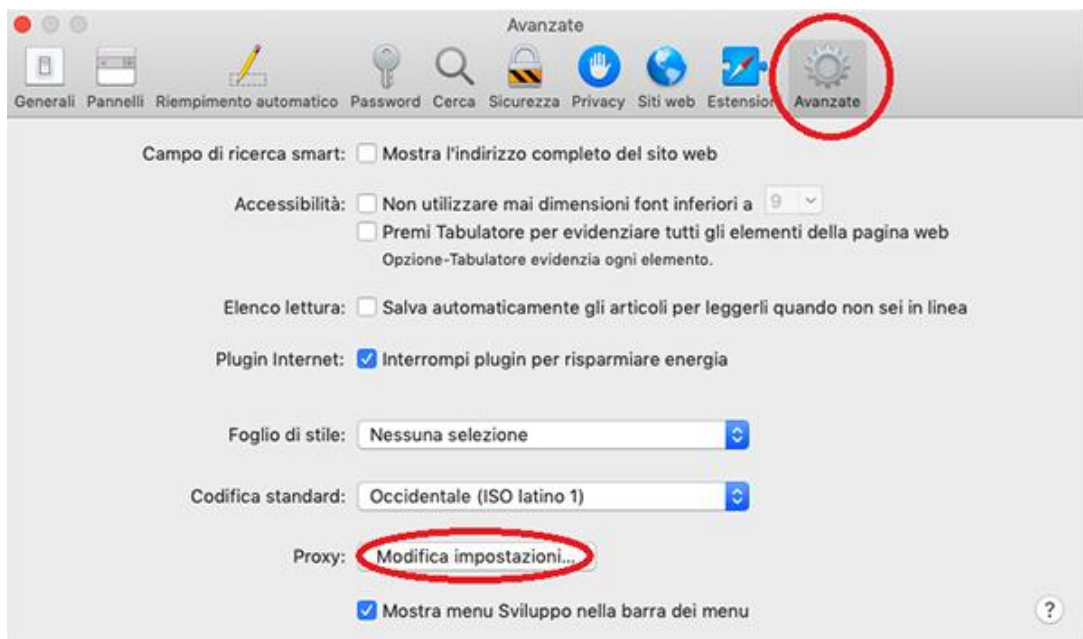 Avanzate
Generali Pannelli Riempimento automatico Password Cerca Sicurezza Privacy Siti web Estension Avanzate
Campo di ricerca smart: Mostra l'indirizzo completo del sito web
Accessibilità: Non utilizzare mai dimensioni font inferiori a 9
Premi Tabulatore per evidenziare tutti gli elementi della pagina web
Opzione-Tabulatore evidenzia ogni elemento.
Elenco lettura: Salva automaticamente gli articoli per leggerli quando non sei in linea
Plugin Internet: Interrompi plugin per risparmiare energia
Foglio di stile: Nessuna selezione
Codifica standard: Occidentale (ISO latino 1)
Proxy: Modifica impostazioni...
Mostra menu Sviluppo nella barra dei menu ?